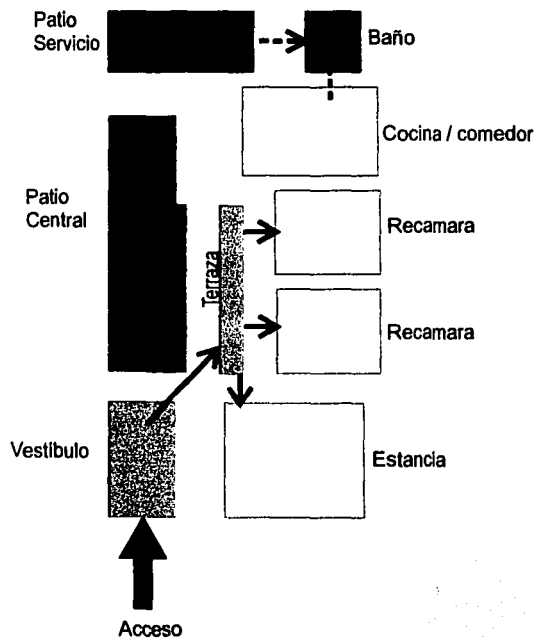 Patio
Servicio
Baño
Cocina / comedor
Patio
Central
Recamara
Terraza
Recamara
Vestíbulo
Estancia
Acceso